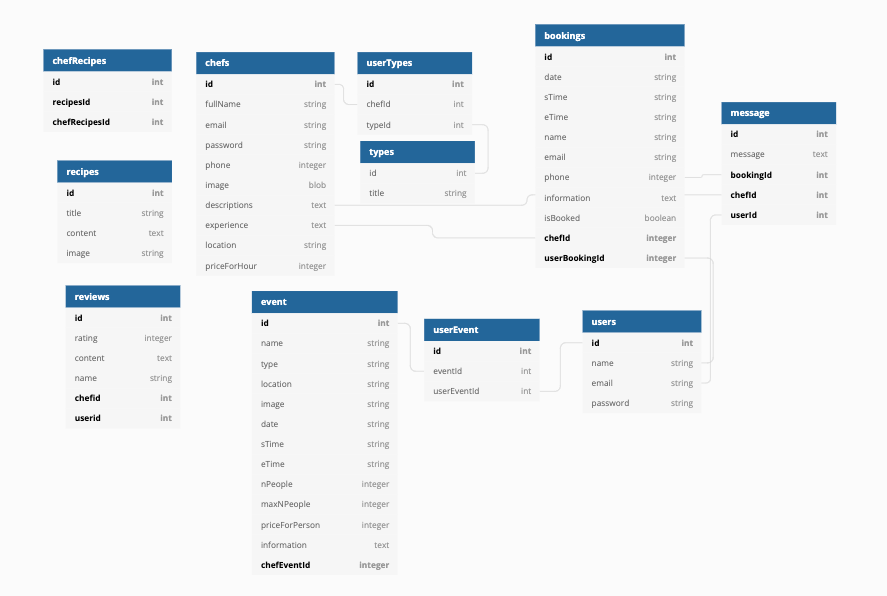 chefRecipes
id int
recipesId int
chefRecipesId int
recipes
id int
title string
content text
image string
reviews
id int
rating integer
content text
name string
chefid int
userid int
chefs
id int
fullName string
email string
password string
phone integer
image blob
descriptions text
experience text
location string
priceForHour integer
userTypes
id int
chefId int
typeId int
types
id int
title string
event
id int
name string
type string
location string
image string
date string
sTime string
eTime string
nPeople integer
maxNPeople integer
priceForPerson integer
information text
chefEventId integer
userEvent
id int
eventId int
userEventId int
bookings
id int
date string
sTime string
eTime string
name string
email string
phone integer
information text
isBooked boolean
chefId integer
userBookingId integer
users
id int
name string
email string
password string
message
id int
message text
bookingId int
chefId int
userId int